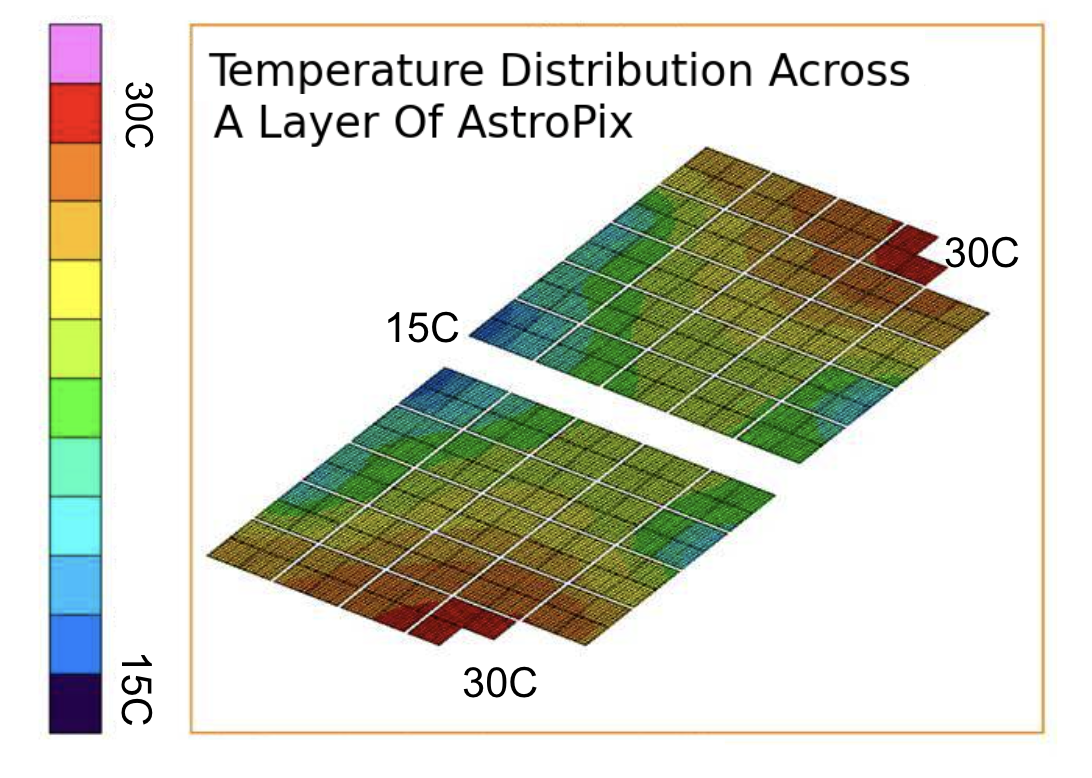 30C
15C
Temperature Distribution Across
A Layer Of AstroPix
30C
15C
30C